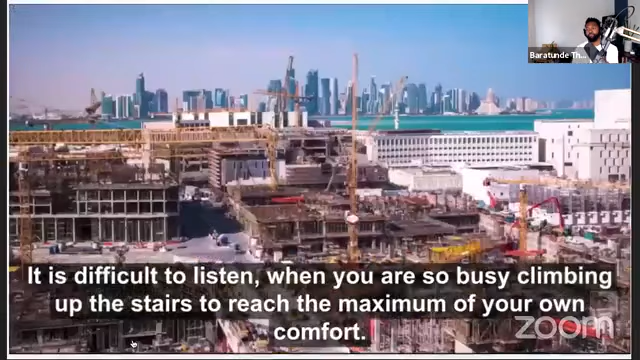 Baratunde Th...
It is difficult to listen, when you are so busy climbing
up the stairs to reach the maximum of your own
comfort.
zoom